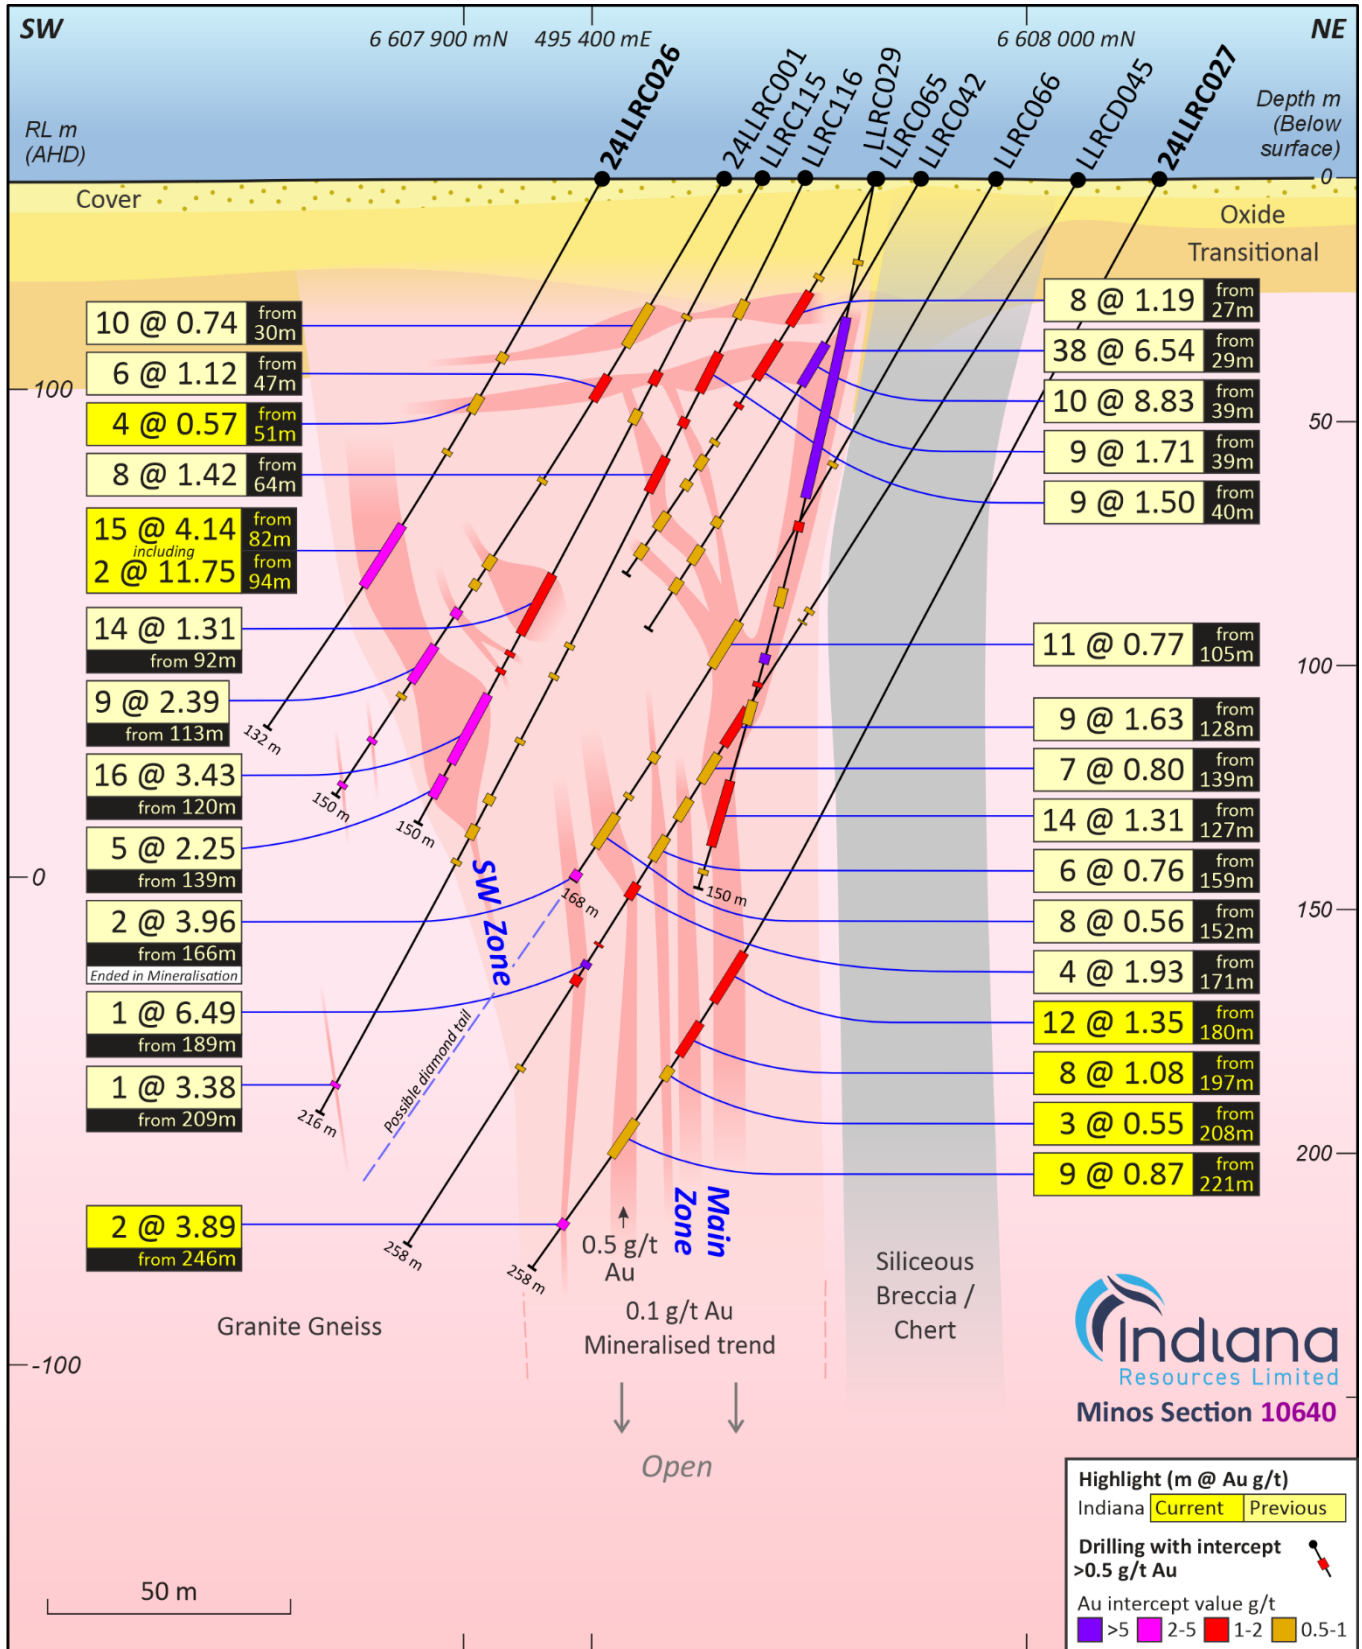 SW
6 607 900 mN
495 400 mE
6 608 000 mN
NE
RL m
(AHD)
24LLRC026
24LLRC001
LLRC115
LLRC116
LLRC029
LLRC065
LLRC042
LLRC066
LLRCD045
24LLRC027
Depth m
(Below
surface)
0
Cover
Oxide
Transitional
10 @ 0.74 from 30m
6 @ 1.12 from 47m
100
4 @ 0.57 from 51m
8 @ 1.42 from 64m
15 @ 4.14 from 82m
including
2 @ 11.75 from 94m
14 @ 1.31
from 92m
9 @ 2.39
from 113m
16 @ 3.43
from 120m
5 @ 2.25
from 139m
0
2 @ 3.96
from 166m
Ended in Mineralisation
1 @ 6.49
from 189m
1 @ 3.38
from 209m
2 @ 3.89
from 246m
8 @ 1.19 from 27m
38 @ 6.54 from 29m
10 @ 8.83 from 39m
50
9 @ 1.71 from 39m
9 @ 1.50 from 40m
11 @ 0.77 from 105m
100
9 @ 1.63 from 128m
7 @ 0.80 from 139m
14 @ 1.31 from 127m
6 @ 0.76 from 159m
150
8 @ 0.56 from 152m
4 @ 1.93 from 171m
12 @ 1.35 from 180m
8 @ 1.08 from 197m
3 @ 0.55 from 208m
200
9 @ 0.87 from 221m
132 m
150 m
150 m
168 m
150 m
216 m
258 m
258 m
SW Zone
Possible diamond tail
Main
Zone
0.5 g/t
Au
0.1 g/t Au
Mineralised trend
Granite Gneiss
Siliceous
Breccia /
Chert
-100
Open
Indiana
Resources Limited
Minos Section 10640
50 m
Highlight (m @ Au g/t)
Indiana Current Previous
Drilling with intercept
>0.5 g/t Au
Au intercept value g/t
>5 2-5 1-2 0.5-1